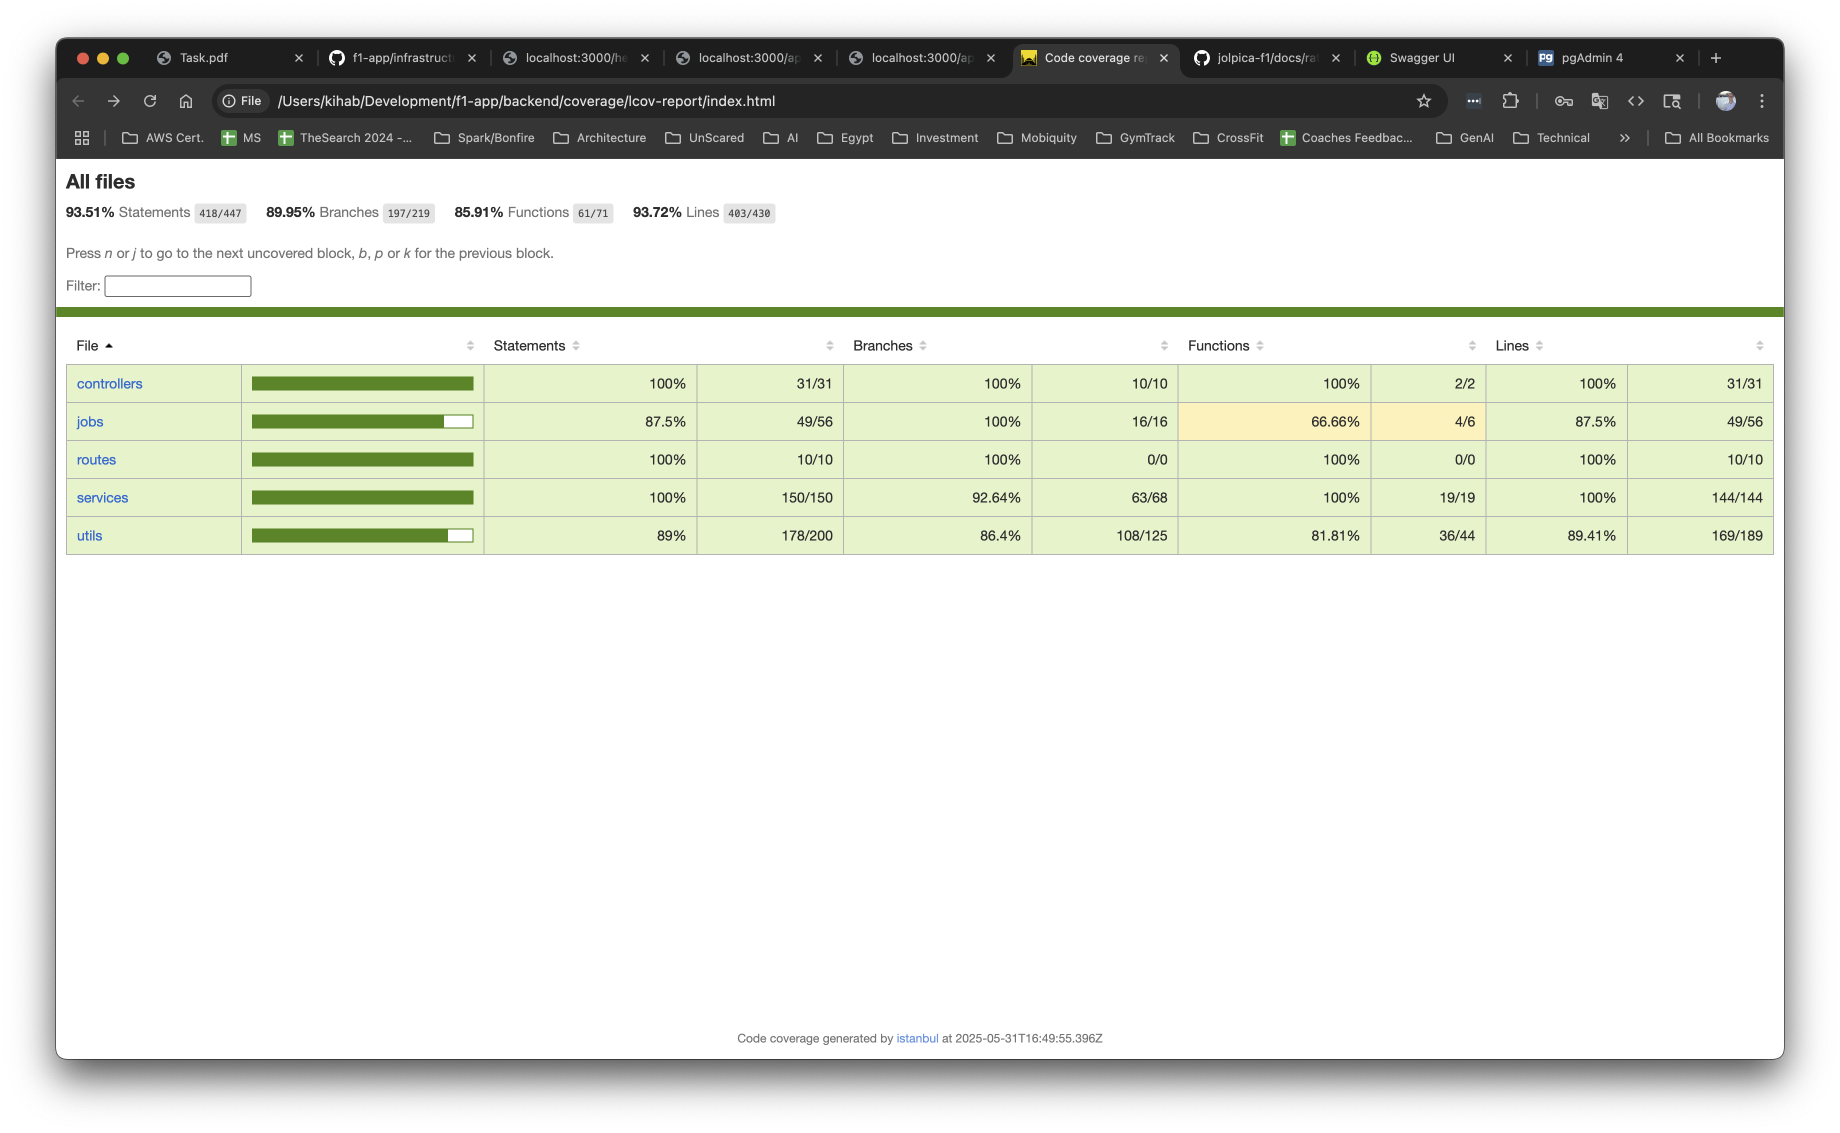 Task.pdf
f1-app/infrastructu
localhost:3000/he
localhost:3000/ap
localhost:3000/ap
Code coverage re
jolpica-f1/docs/ra
Swagger UI
pgAdmin 4
File /Users/kihab/Development/f1-app/backend/coverage/lcov-report/index.html
AWS Cert. MS TheSearch 2024 -... Spark/Bonfire Architecture UnScared AI Egypt Investment Mobiquity GymTrack CrossFit Coaches Feedbac... GenAI Technical » All Bookmarks
All files
93.51% Statements 418/447 89.95% Branches 197/219 85.91% Functions 61/71 93.72% Lines 403/430
Press n or j to go to the next uncovered block, b, p or k for the previous block.
Filter:
File Statements Branches Functions Lines
controllers 100% 31/31 100% 10/10 100% 2/2 100% 31/31
jobs 87.5% 49/56 100% 16/16 66.66% 4/6 87.5% 49/56
routes 100% 10/10 100% 0/0 100% 0/0 100% 10/10
services 100% 150/150 92.64% 63/68 100% 19/19 100% 144/144
utils 89% 178/200 86.4% 108/125 81.81% 36/44 89.41% 169/189
Code coverage generated by istanbul at 2025-05-31T16:49:55.396Z